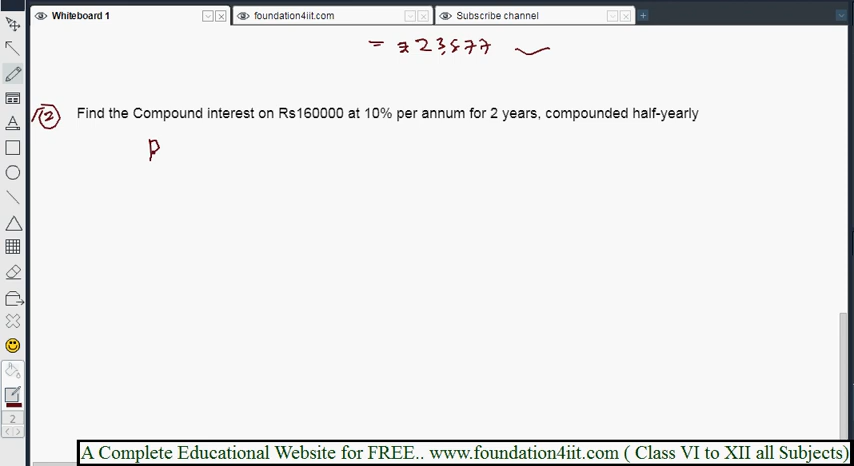 Whiteboard 1 foundation4iit.com Subscribe channel
= ₹23,577
(2) Find the Compound interest on Rs160000 at 10% per annum for 2 years, compounded half-yearly
P
2
A Complete Educational Website for FREE.. www.foundation4iit.com ( Class VI to XII all Subjects)